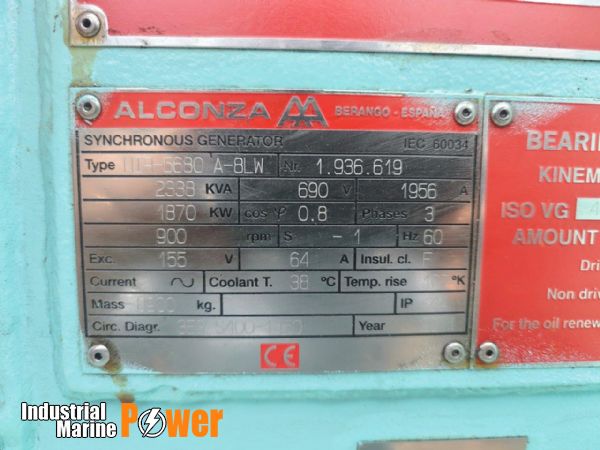 ALCONZA BERANGO - ESPAÑA
SYNCHRONOUS GENERATOR IEC 60034
Type A-8LW Nr. 1.936.619
KVA 690 V 1956 A
1870 KW cos φ 0.8 Phases 3
900 rpm S - 1 Hz 60
Exc. 155 V 64 A Insul. cl. F
Current ∿ Coolant T. 38 °C Temp. rise °K
Mass kg. IP
Circ. Diagr. Year
CE
BEARI
KINEM
ISO VG
AMOUNT
Dri
Non driv
For the oil renew
Industrial
Marine Power